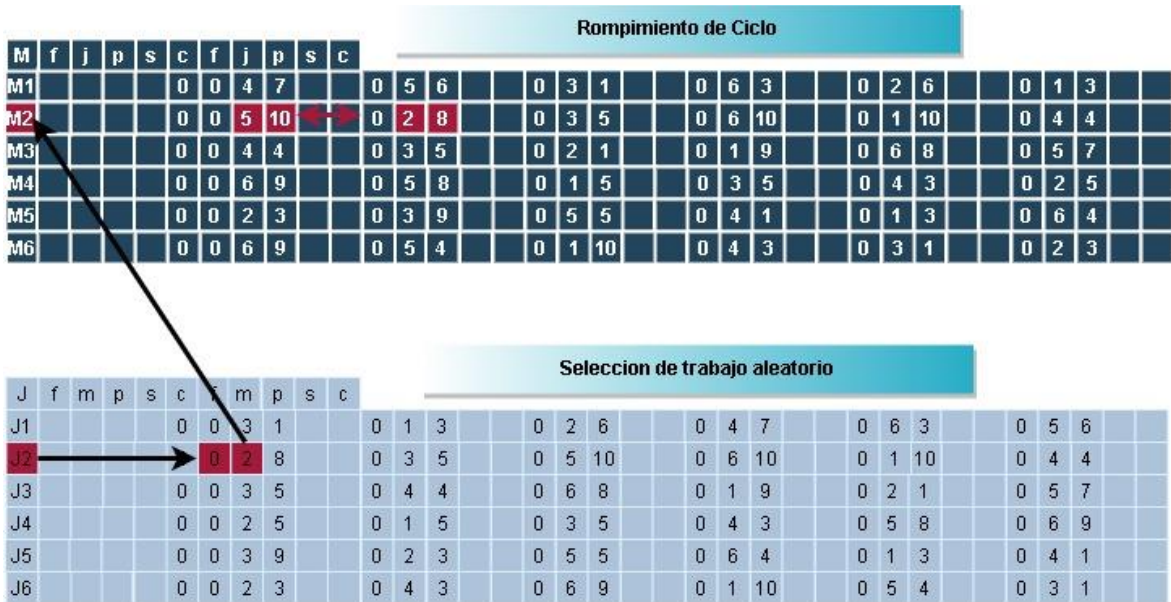 Rompimiento de Ciclo
M f j p s c f j p s c
M1 0 0 4 7 0 5 6 0 3 1 0 6 3 0 2 6 0 1 3
M2 0 0 5 10 0 2 8 0 3 5 0 6 10 0 1 10 0 4 4
M3 0 0 4 4 0 3 5 0 2 1 0 1 9 0 6 8 0 5 7
M4 0 0 6 9 0 5 8 0 1 5 0 3 5 0 4 3 0 2 5
M5 0 0 2 3 0 3 9 0 5 5 0 4 1 0 1 3 0 6 4
M6 0 0 6 9 0 5 4 0 1 10 0 4 3 0 3 1 0 2 3
Seleccion de trabajo aleatorio
J f m p s c f m p s c
J1 0 0 3 1 0 1 3 0 2 6 0 4 7 0 6 3 0 5 6
J2 0 2 8 0 3 5 0 5 10 0 6 10 0 1 10 0 4 4
J3 0 0 3 5 0 4 4 0 6 8 0 1 9 0 2 1 0 5 7
J4 0 0 2 5 0 1 5 0 3 5 0 4 3 0 5 8 0 6 9
J5 0 0 3 9 0 2 3 0 5 5 0 6 4 0 1 3 0 4 1
J6 0 0 2 3 0 4 3 0 6 9 0 1 10 0 5 4 0 3 1